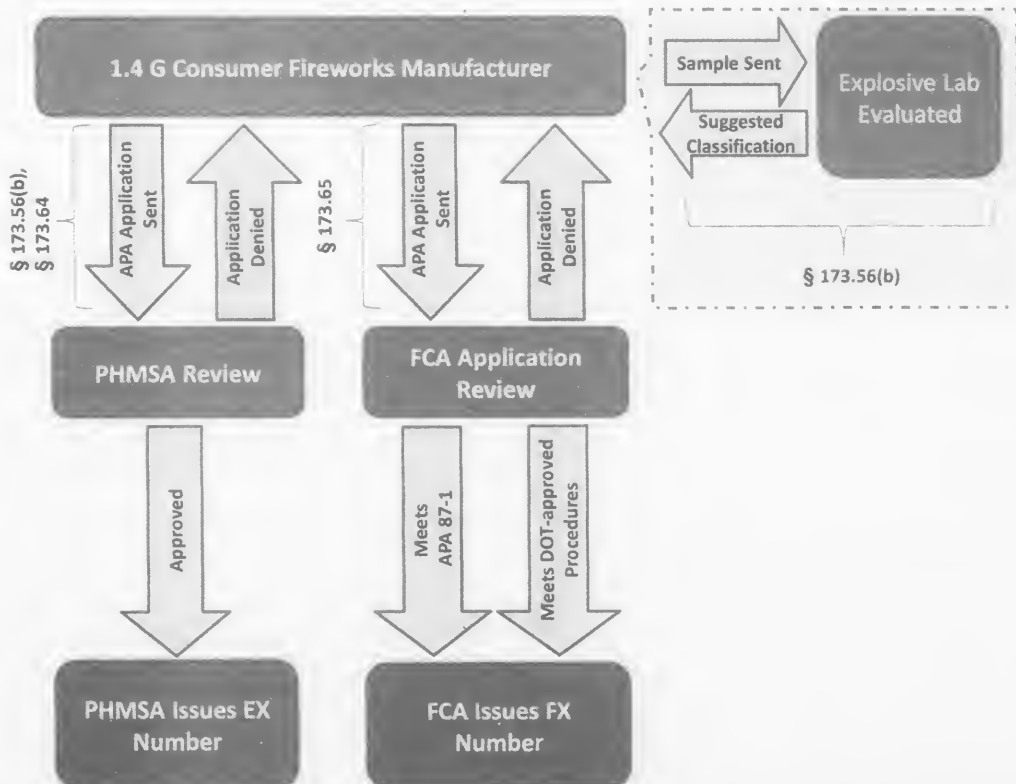 1.4 G Consumer Fireworks Manufacturer
Sample Sent
Suggested
Classification
Explosive Lab
Evaluated
§ 173.56(b)
§ 173.56(b),
§ 173.64
APA Application
Sent
Application
Denied
§ 173.65
APA Application
Sent
Application
Denied
PHMSA Review
FCA Application
Review
Approved
Meets
APA 87-1
Meets DOT-approved
Procedures
PHMSA Issues EX
Number
FCA Issues FX
Number